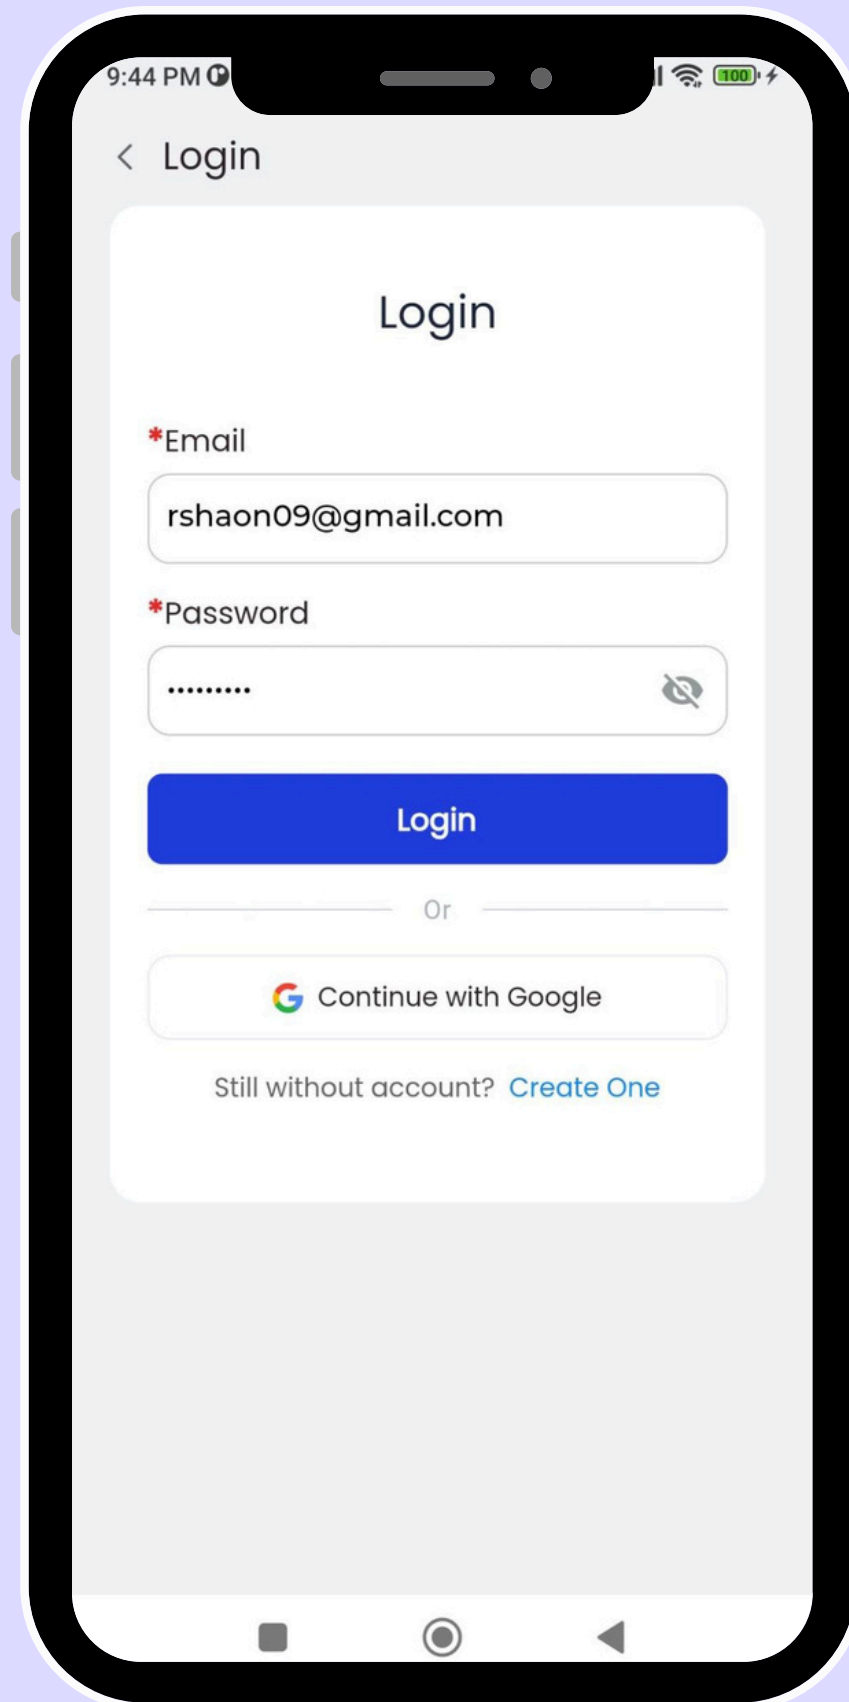 9:44 PM
100
Login
Login
*Email
rshaon09@gmail.com
*Password
•••••••••
Login
Or
Continue with Google
Still without account? Create One